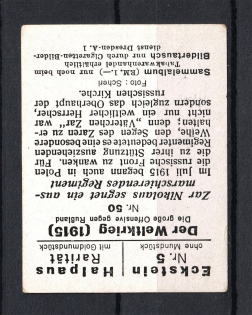 Eckstein Halpaus
Nr. 5 Rarität
ohne Mundstück mit Goldmundstück
Der Weltkrieg (1915)
Die große Offensive gegen Rußland
Nr. 50
Zar Nikolaus segnet ein aus-
marschierendes Regiment
Im Juli 1915 begann auch in Polen
die russische Front zu wanken. Für
die zu ihrer Stützung ausziehenden
Regimenter bedeutet es eine besondere
Weihe, den Segen des Zaren zu er-
halten; dem „Väterchen Zar“ war
nicht nur ein weltlicher Herrscher,
sondern zugleich das Oberhaupt der
russischen Kirche.
Foto: Scherl
Sammelalbum (RM. 1.—) nur noch beim
Tabakwarenhandel erhältlich
Bildertausch nur durch Cigaretten-Bilder-
dienst Dresden-A. 1